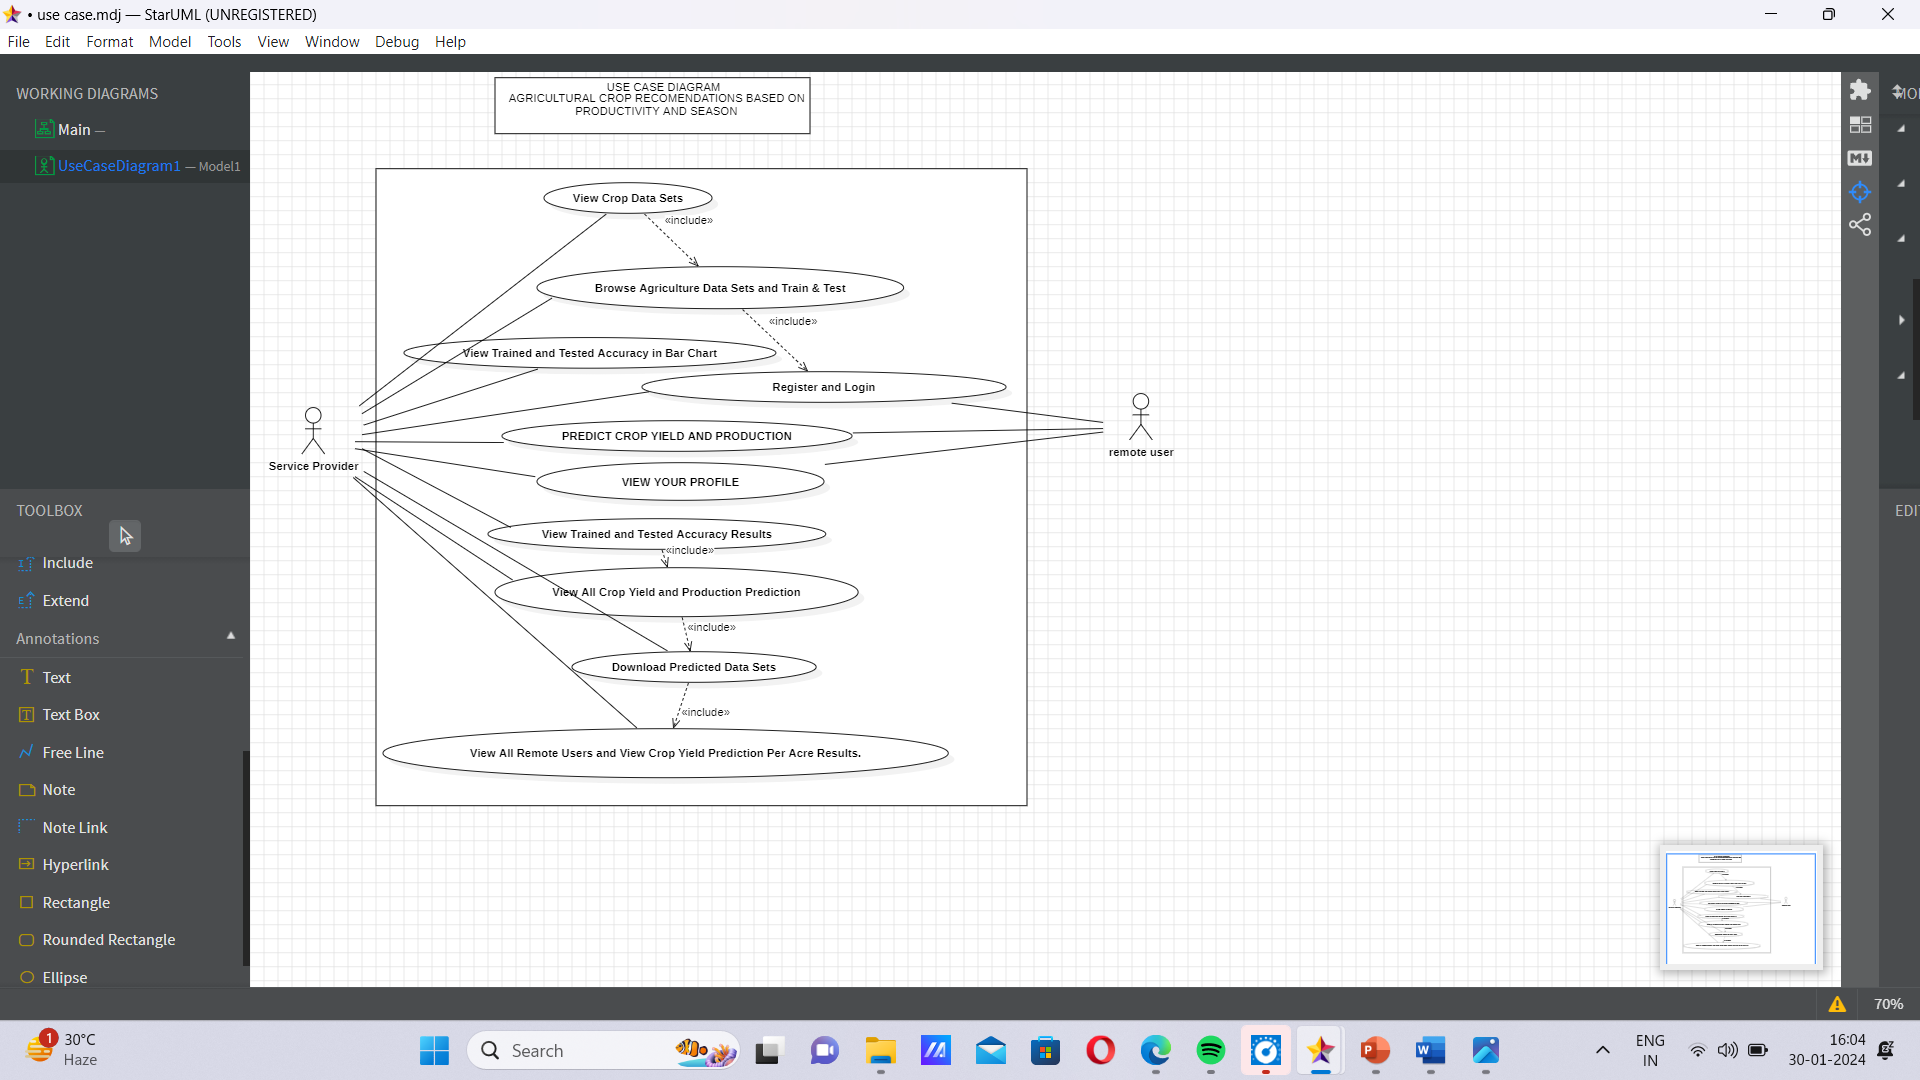 • use case.mdj — StarUML (UNREGISTERED)
File Edit Format Model Tools View Window Debug Help
WORKING DIAGRAMS
Main —
UseCaseDiagram1 — Model1
TOOLBOX
Include
Extend
Annotations
Text
Text Box
Free Line
Note
Note Link
Hyperlink
Rectangle
Rounded Rectangle
Ellipse
USE CASE DIAGRAM
AGRICULTURAL CROP RECOMENDATIONS BASED ON
PRODUCTIVITY AND SEASON
View Crop Data Sets
«include»
Browse Agriculture Data Sets and Train & Test
«include»
View Trained and Tested Accuracy in Bar Chart
Register and Login
PREDICT CROP YIELD AND PRODUCTION
Service Provider
remote user
VIEW YOUR PROFILE
View Trained and Tested Accuracy Results
«include»
View All Crop Yield and Production Prediction
«include»
Download Predicted Data Sets
«include»
View All Remote Users and View Crop Yield Prediction Per Acre Results.
M
70%
1
30°C
Haze
Search
P
W
ENG
IN
16:04
30-01-2024